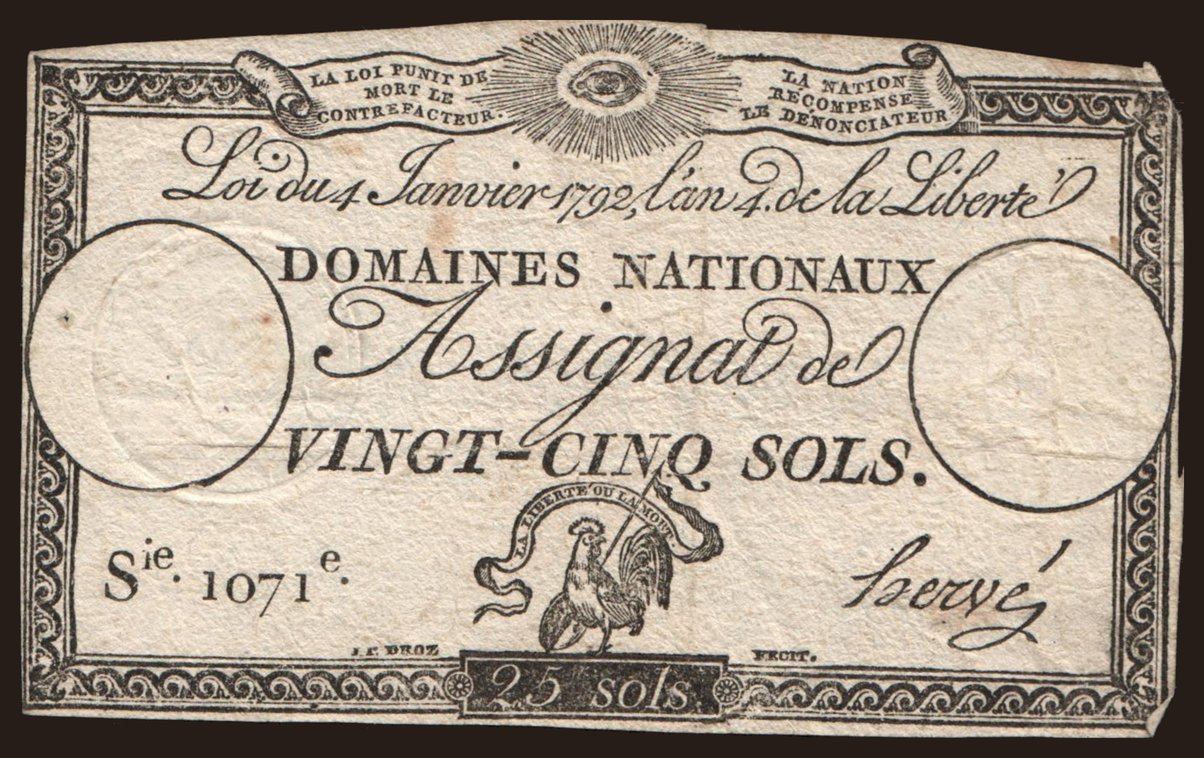 LA LOI PUNIT DE
MORT LE
CONTREFACTEUR.
LA NATION
RÉCOMPENSE
LE DENONCIATEUR
Loi du 4 Janvier 1792, l'an 4. de la Liberté
DOMAINES NATIONAUX
Assignat de
VINGT-CINQ SOLS.
LA LIBERTÉ OU LA MORT.
Sie. 1071e.
hervé
FECIT.
25 sols.